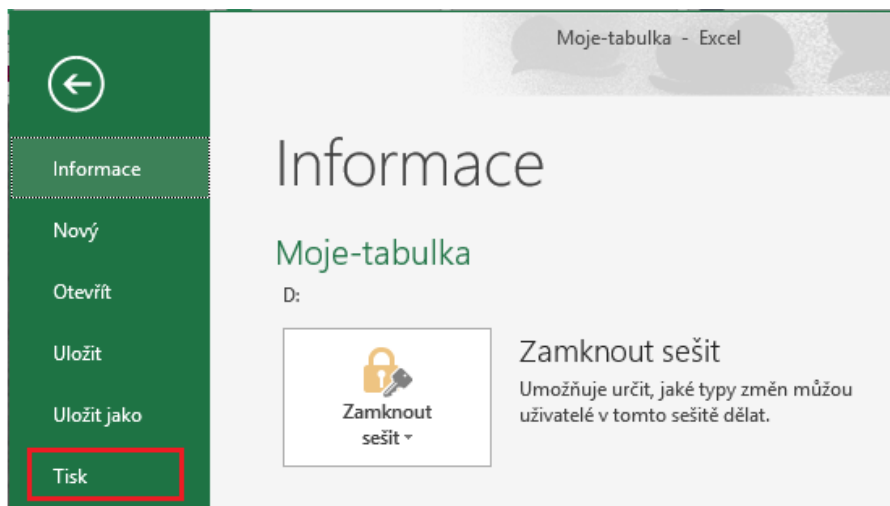 Moje-tabulka - Excel
Informace
Nový
Otevřít
Uložit
Uložit jako
Tisk
Informace
Moje-tabulka
D:
Zamknout
sešit
Zamknout sešit
Umožňuje určit, jaké typy změn můžou
uživatelé v tomto sešitě dělat.